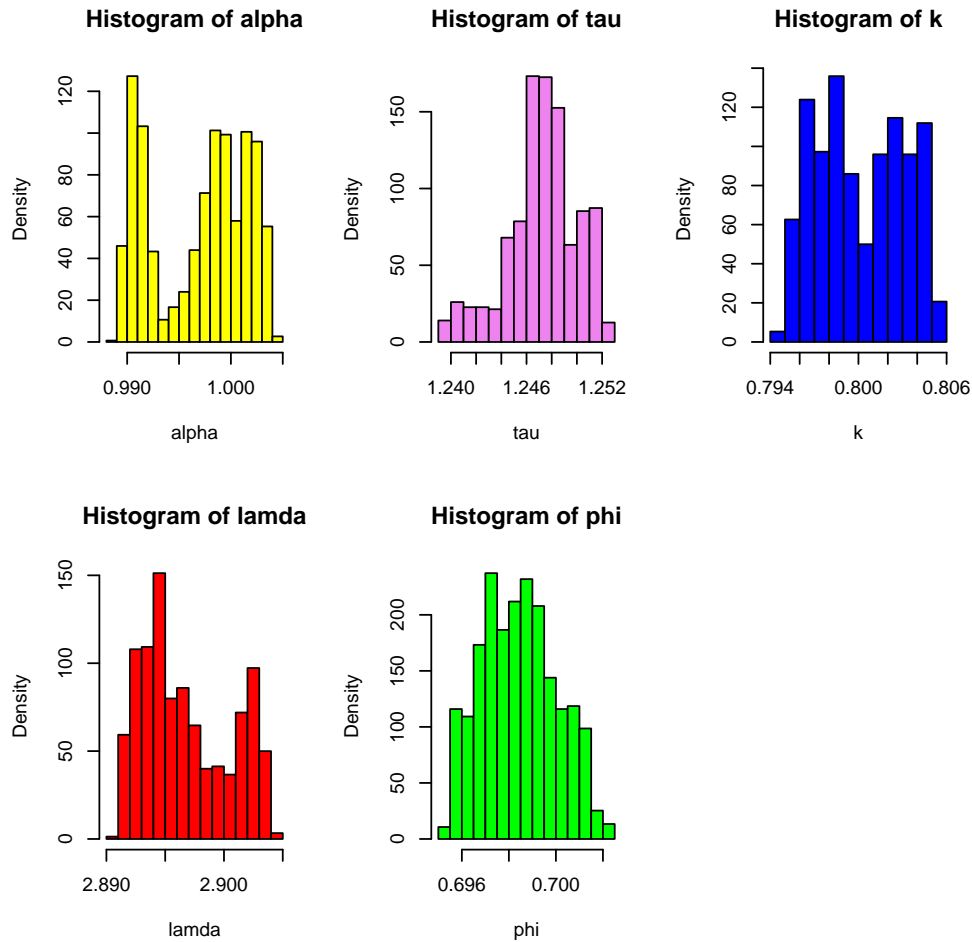 Histogram of alpha
Density
0 20 40 60 80 120
0.990 1.000
alpha
Histogram of tau
Density
0 50 100 150
1.240 1.246 1.252
tau
Histogram of k
Density
0 20 40 60 80 120
0.794 0.800 0.806
k
Histogram of lamda
Density
0 50 100 150
2.890 2.900
lamda
Histogram of phi
Density
0 50 100 150 200
0.696 0.700
phi